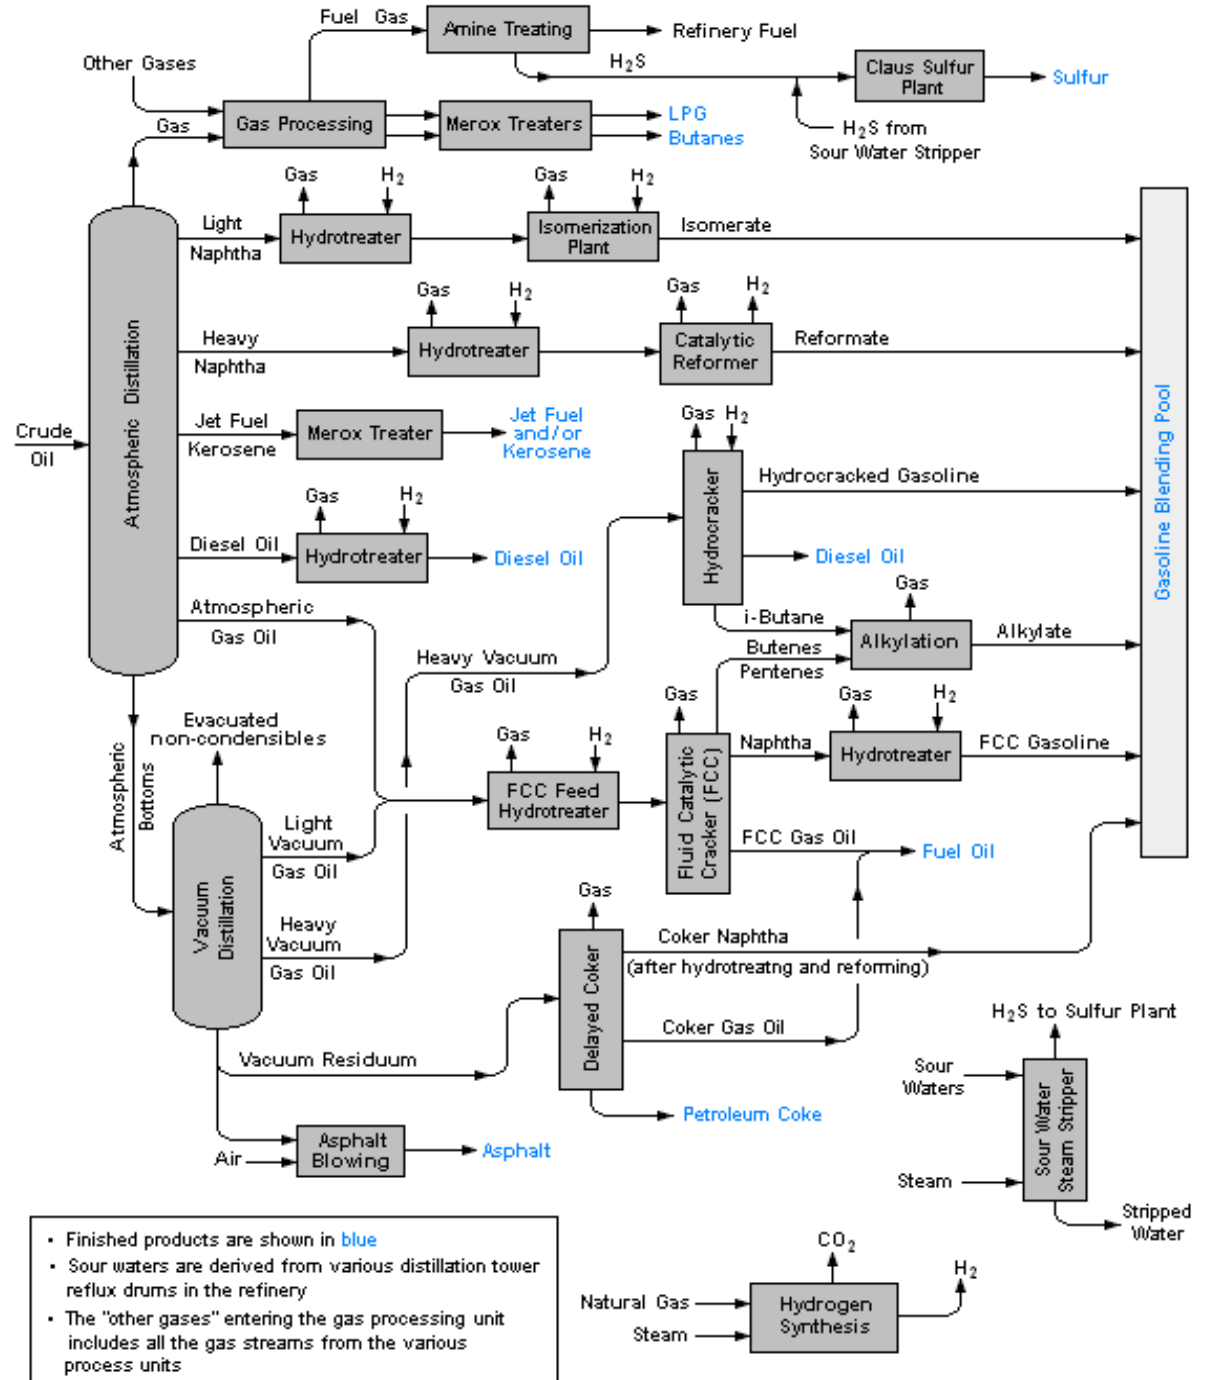 Fuel Gas
Amine Treating
Refinery Fuel
Other Gases
H2S
Claus Sulfur
Plant
Sulfur
Gas
Gas Processing
Merox Treaters
LPG
Butanes
H2S from
Sour Water Stripper
Gas
H2
Gas
H2
Light
Naphtha
Hydrotreater
Isomerization
Plant
Isomerate
Gas
H2
Gas
H2
Heavy
Naphtha
Hydrotreater
Catalytic
Reformer
Reformate
Atmospheric Distillation
Crude
Oil
Jet Fuel
Kerosene
Merox Treater
Jet Fuel
and/or
Kerosene
Gas
H2
Hydrocracker
Hydrocracked Gasoline
Diesel Oil
i-Butane
Gasoline Blending Pool
Gas
H2
Diesel Oil
Hydrotreater
Diesel Oil
Atmospheric
Gas Oil
Gas
Butenes
Pentenes
Alkylation
Alkylate
Heavy Vacuum
Gas Oil
Evacuated
non-condensibles
Atmospheric
Bottoms
Gas
H2
FCC Feed
Hydrotreater
Gas
Fluid Catalytic
Cracker (FCC)
Naphtha
Gas
H2
Hydrotreater
FCC Gasoline
FCC Gas Oil
Fuel Oil
Vacuum
Distillation
Light
Vacuum
Gas Oil
Heavy
Vacuum
Gas Oil
Gas
Delayed Coker
Coker Naphtha
(after hydrotreatng and reforming)
Coker Gas Oil
Petroleum Coke
Vacuum Residuum
Air
Asphalt
Blowing
Asphalt
H2S to Sulfur Plant
Sour
Waters
Sour Water
Steam Stripper
Steam
Stripped
Water
• Finished products are shown in blue
• Sour waters are derived from various distillation tower
reflux drums in the refinery
• The "other gases" entering the gas processing unit
includes all the gas streams from the various
process units
CO2
H2
Natural Gas
Steam
Hydrogen
Synthesis